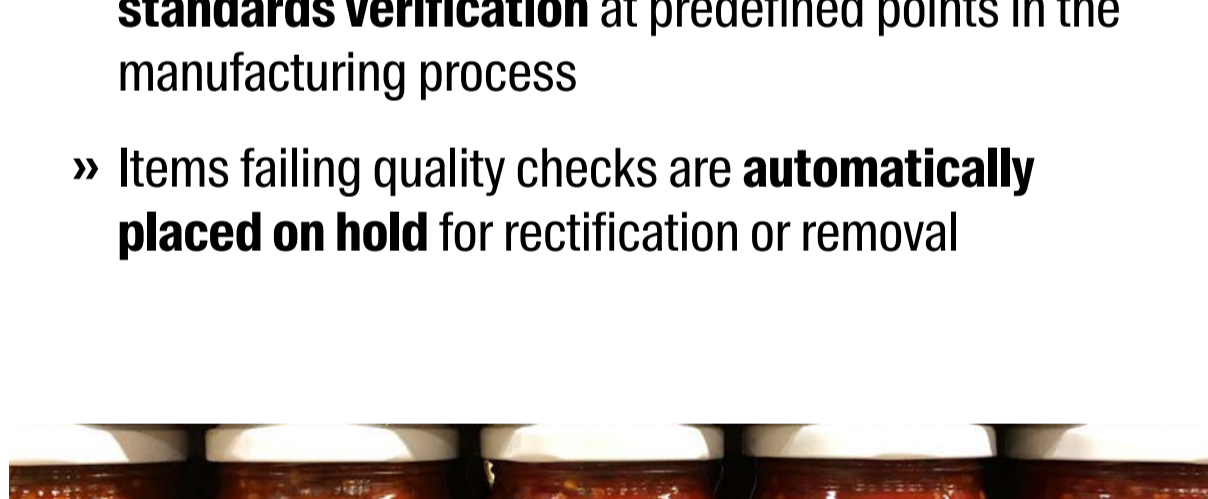 standards verification at predefined points in the
manufacturing process
» Items failing quality checks are automatically
placed on hold for rectification or removal